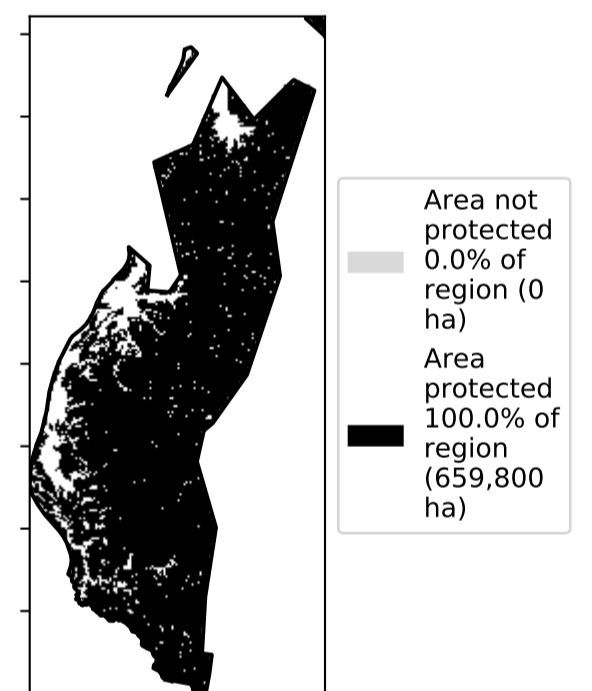 Area not
protected
0.0% of
region (0
ha)
Area
protected
100.0% of
region
(659,800
ha)